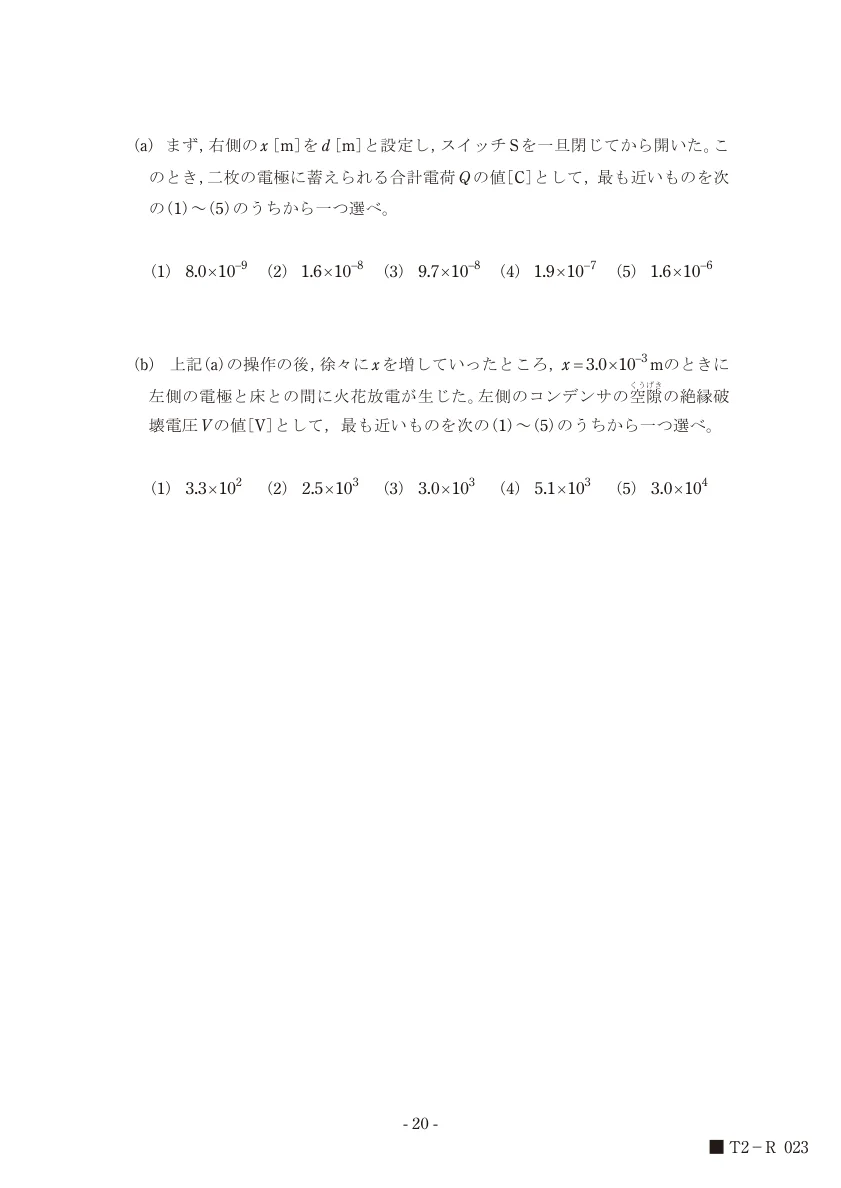 (a) まず,右側のx[m]をd[m]と設定し,スイッチSを一旦閉じてから開いた。こ
のとき,二枚の電極に蓄えられる合計電荷Qの値[C]として,最も近いものを次
の(1)～(5)のうちから一つ選べ。
(1) 8.0×10⁻⁹ (2) 1.6×10⁻⁸ (3) 9.7×10⁻⁸ (4) 1.9×10⁻⁷ (5) 1.6×10⁻⁶
(b) 上記(a)の操作の後,徐々にxを増していったところ,x=3.0×10⁻³mのときに
くうげき
左側の電極と床との間に火花放電が生じた。左側のコンデンサの空隙の絶縁破
壊電圧Vの値[V]として,最も近いものを次の(1)～(5)のうちから一つ選べ。
(1) 3.3×10² (2) 2.5×10³ (3) 3.0×10³ (4) 5.1×10³ (5) 3.0×10⁴
- 20 -
■ T2－R 023